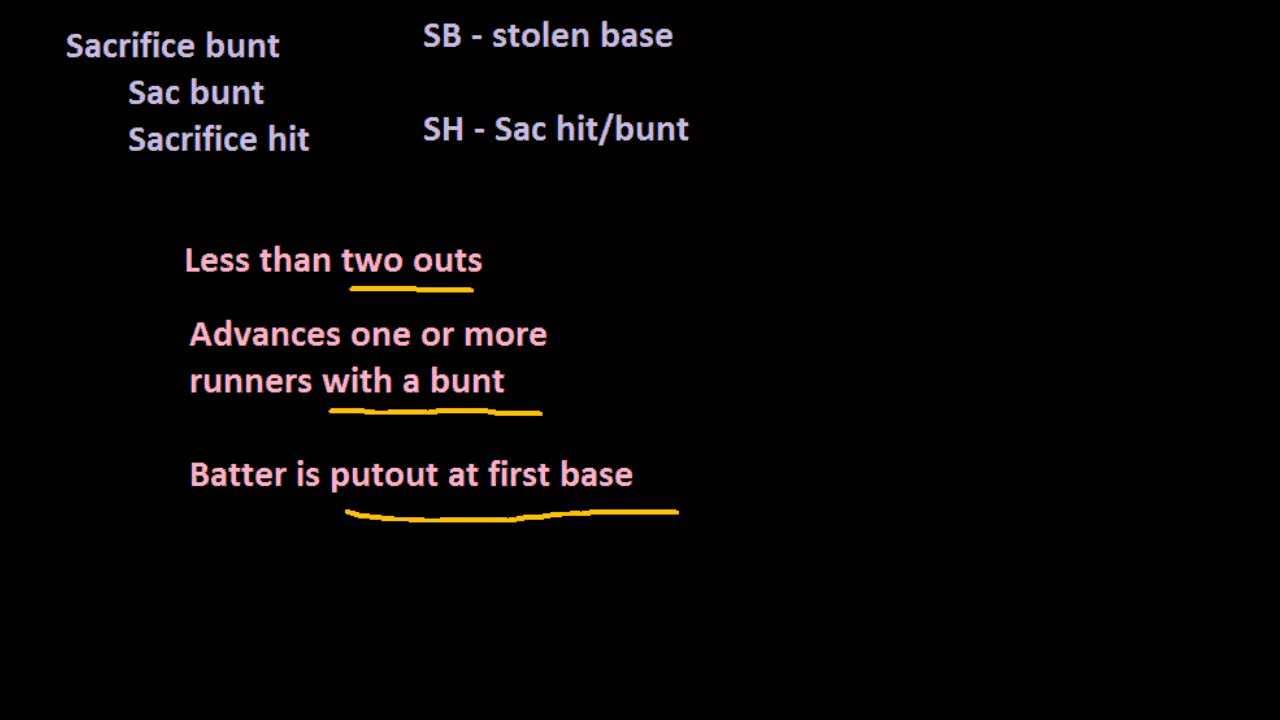 Sacrifice bunt
Sac bunt
Sacrifice hit
SB - stolen base
SH - Sac hit/bunt
Less than two outs
Advances one or more
runners with a bunt
Batter is putout at first base